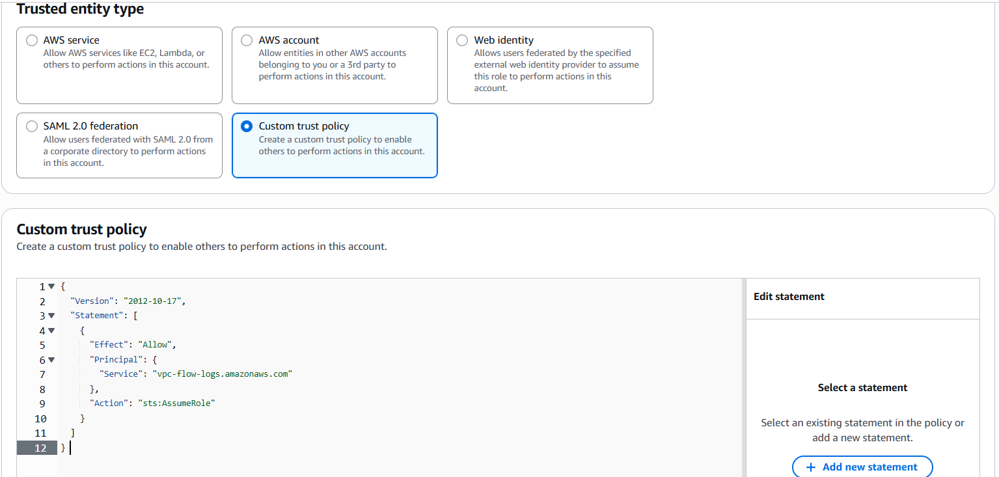 Trusted entity type
AWS service
Allow AWS services like EC2, Lambda, or
others to perform actions in this account.
AWS account
Allow entities in other AWS accounts
belonging to you or a 3rd party to
perform actions in this account.
Web identity
Allows users federated by the specified
external web identity provider to assume
this role to perform actions in this
account.
SAML 2.0 federation
Allow users federated with SAML 2.0 from
a corporate directory to perform actions
in this account.
Custom trust policy
Create a custom trust policy to enable
others to perform actions in this account.
Custom trust policy
Create a custom trust policy to enable others to perform actions in this account.
1 {
2 "Version": "2012-10-17",
3 "Statement": [
4 {
5 "Effect": "Allow",
6 "Principal": {
7 "Service": "vpc-flow-logs.amazonaws.com"
8 },
9 "Action": "sts:AssumeRole"
10 }
11 ]
12 }
Edit statement
Select a statement
Select an existing statement in the policy or
add a new statement.
+ Add new statement